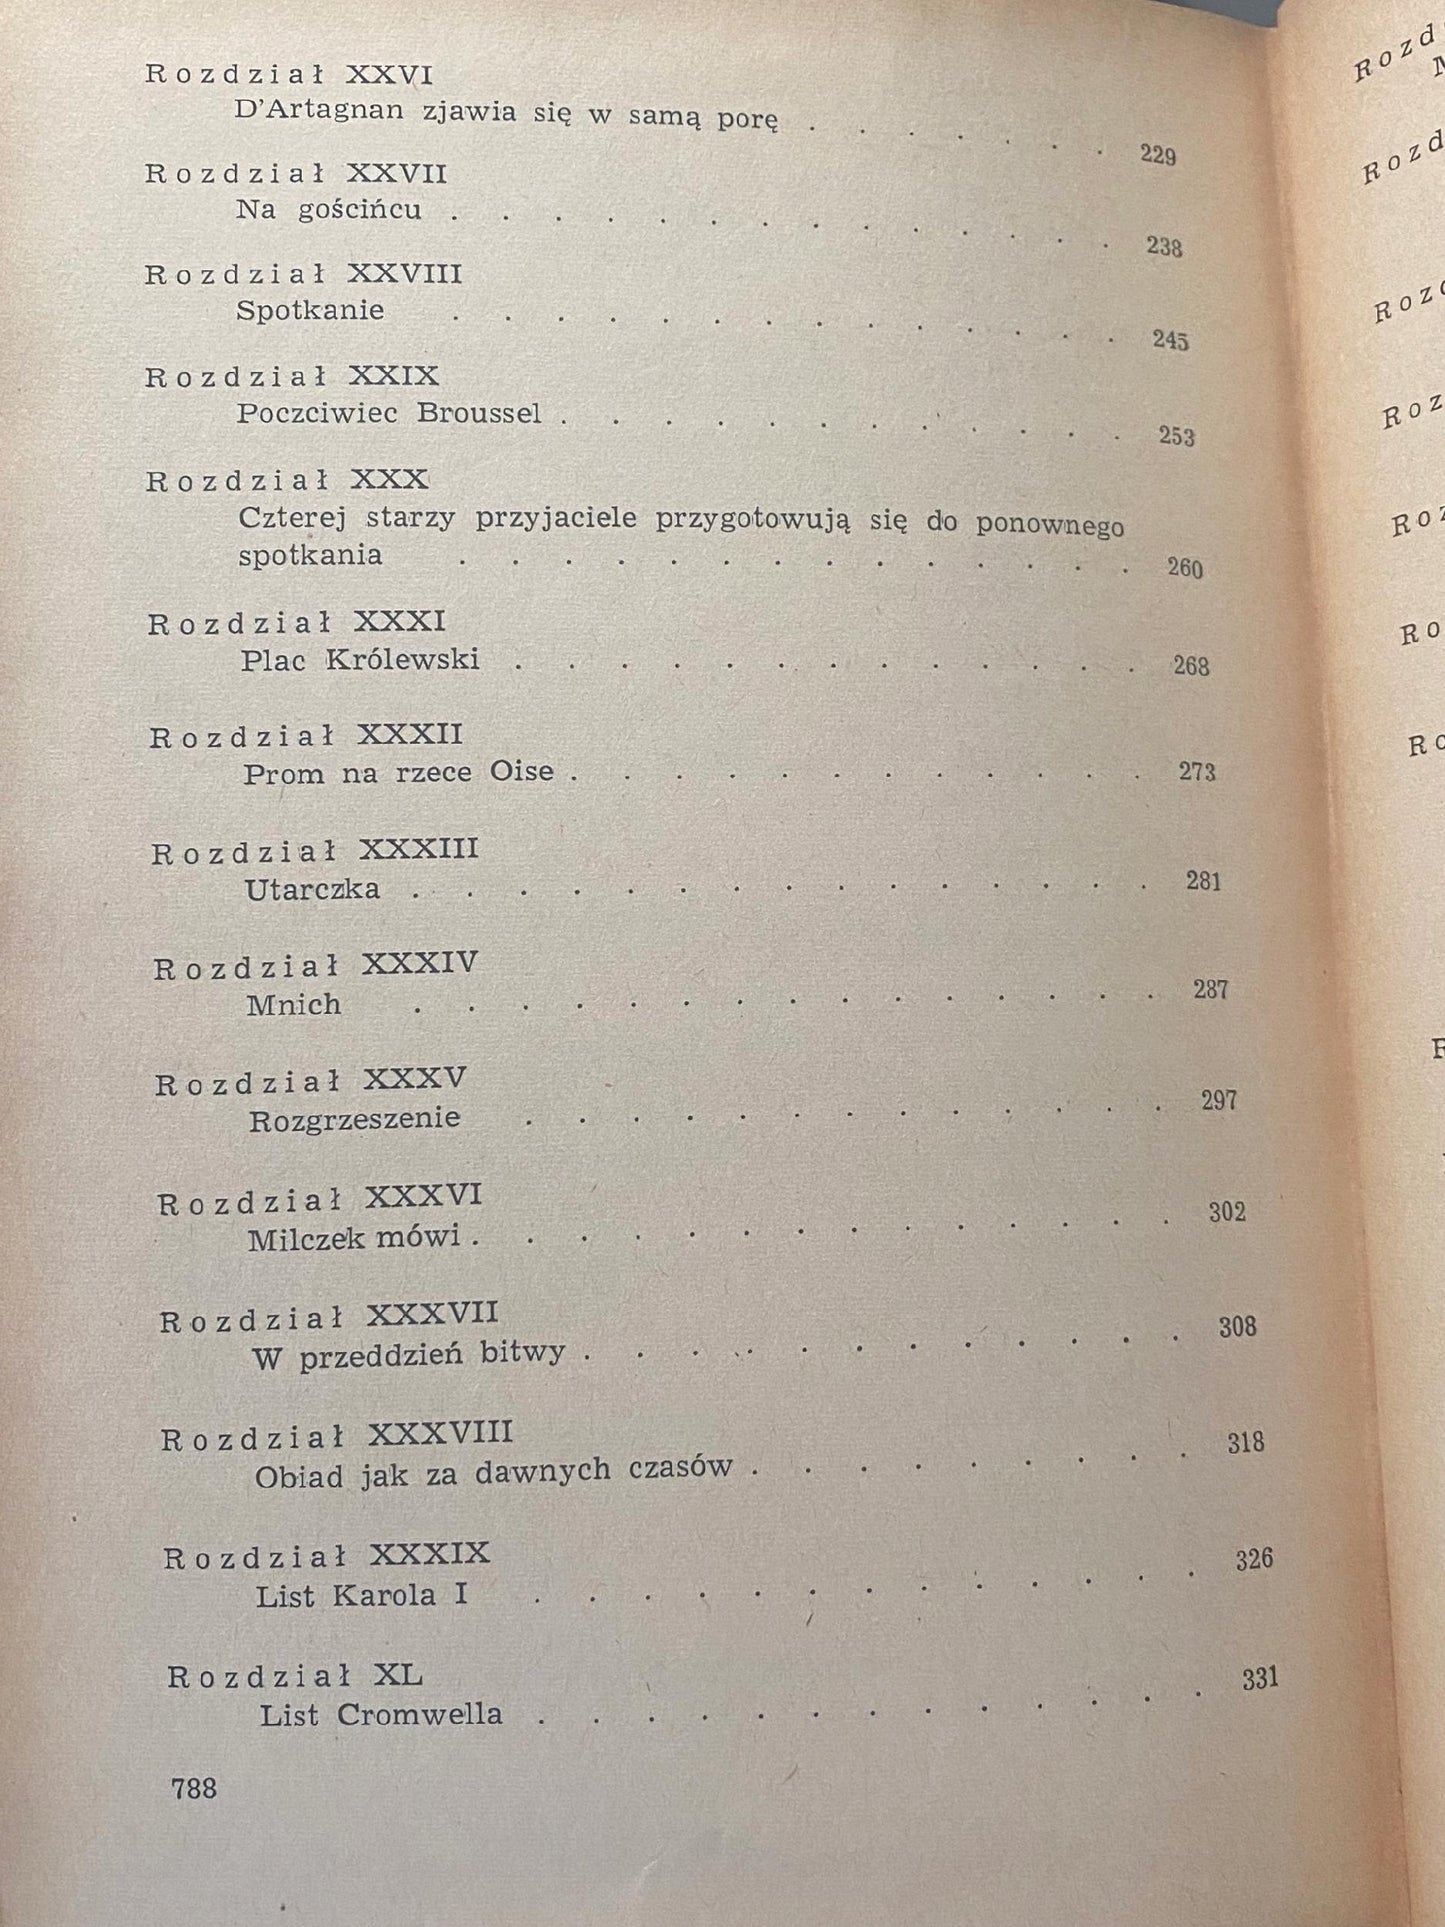 Rozdział XXVI
D'Artagnan zjawia się w samą porę . . . . . . . 229
Rozdział XXVII
Na gościńcu . . . . . . . . . . . . . . 238
Rozdział XXVIII
Spotkanie . . . . . . . . . . . . . . 245
Rozdział XXIX
Poczciwiec Broussel . . . . . . . . . . . . 253
Rozdział XXX
Czterej starzy przyjaciele przygotowują się do ponownego
spotkania . . . . . . . . . . . . . . 260
Rozdział XXXI
Plac Królewski . . . . . . . . . . . . . 268
Rozdział XXXII
Prom na rzece Oise . . . . . . . . . . . . 273
Rozdział XXXIII
Utarczka . . . . . . . . . . . . . . . 281
Rozdział XXXIV
Mnich . . . . . . . . . . . . . . . 287
Rozdział XXXV
Rozgrzeszenie . . . . . . . . . . . . . 297
Rozdział XXXVI
Milczek mówi . . . . . . . . . . . . . . 302
Rozdział XXXVII
W przeddzień bitwy . . . . . . . . . . . . 308
Rozdział XXXVIII
Obiad jak za dawnych czasów . . . . . . . . . 318
Rozdział XXXIX
List Karola I . . . . . . . . . . . . . 326
Rozdział XL
List Cromwella . . . . . . . . . . . . . 331
788